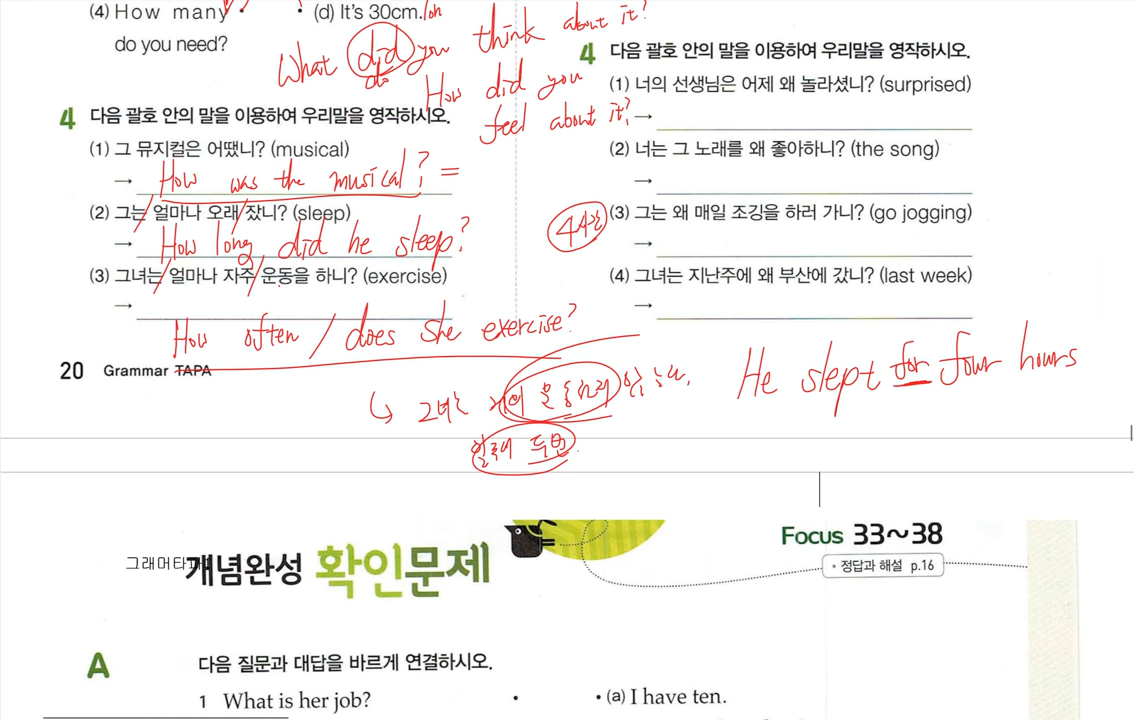 (4) How many
do you need?
(d) It's 30cm.
What did you think about it?
do
How did you
feel about it?
4 다음 괄호 안의 말을 이용하여 우리말을 영작하시오.
(1) 그 뮤지컬은 어땠니? (musical)
→ How was the musical? =
(2) 그는 얼마나 오래 잤니? (sleep)
→ How long did he sleep?
(3) 그녀는 얼마나 자주 운동을 하니? (exercise)
→
How often / does she exercise?
4 다음 괄호 안의 말을 이용하여 우리말을 영작하시오.
(1) 너의 선생님은 어제 왜 놀라셨니? (surprised)
→
(2) 너는 그 노래를 왜 좋아하니? (the song)
→
4시간
(3) 그는 왜 매일 조깅을 하러 가니? (go jogging)
→
(4) 그녀는 지난주에 왜 부산에 갔니? (last week)
→
He slept for four hours
20 Grammar TAPA
그녀는
두번
그래머타파
개념완성 확인문제
Focus 33~38
• 정답과 해설 p.16
A 다음 질문과 대답을 바르게 연결하시오.
1 What is her job? •
• (a) I have ten.